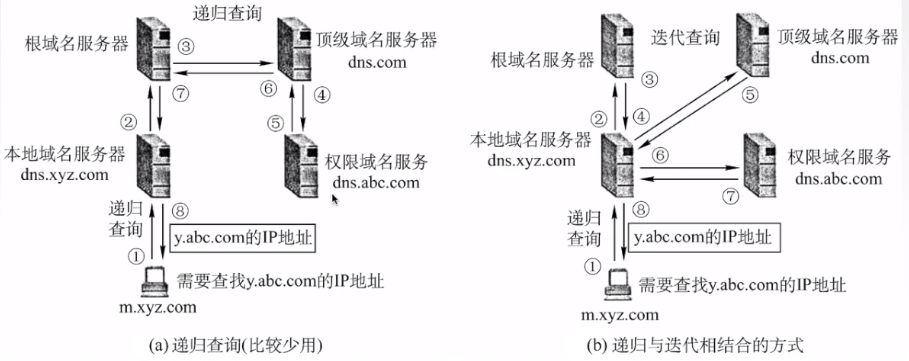 递归查询
根域名服务器
③
顶级域名服务器
dns.com
⑥
④
②
⑦
⑤
本地域名服务器
dns.xyz.com
权限域名服务
dns.abc.com
递归
查询
⑧
y.abc.com的IP地址
①
需要查找y.abc.com的IP地址
m.xyz.com
(a) 递归查询(比较少用)
迭代查询
根域名服务器
顶级域名服务器
dns.com
③
⑤
②
④
本地域名服务器
dns.xyz.com
⑥
权限域名服务
dns.abc.com
⑦
递归
查询
⑧
y.abc.com的IP地址
①
需要查找y.abc.com的IP地址
m.xyz.com
(b) 递归与迭代相结合的方式